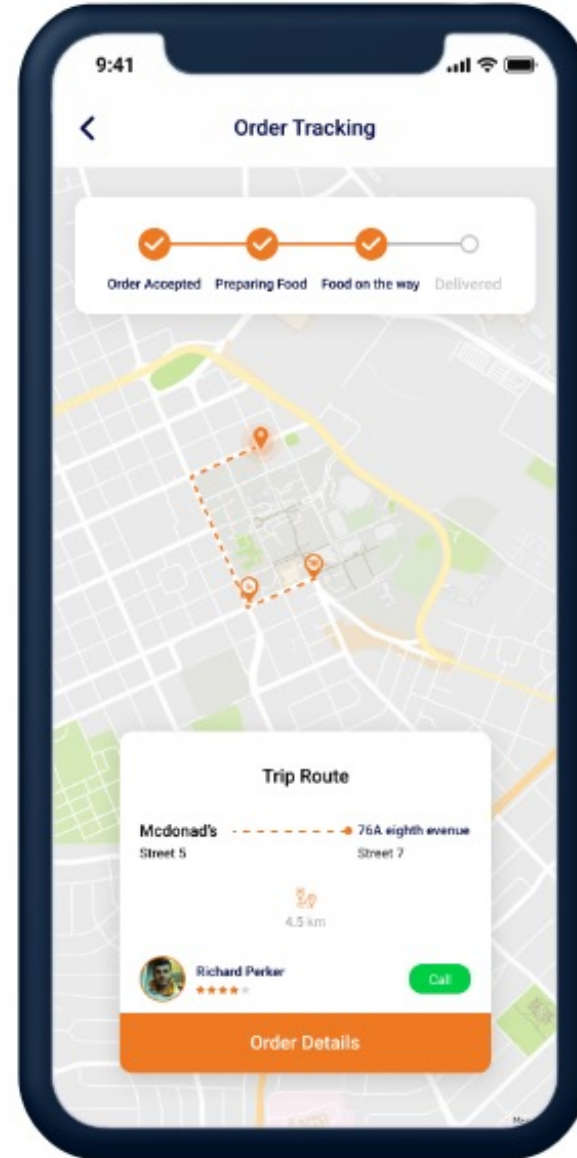 9:41
Order Tracking
Order Accepted Preparing Food Food on the way Delivered
Trip Route
Mcdonad's 76A eighth evenue
Street 5 Street 7
4.5 km
Richard Perker
Call
Order Details